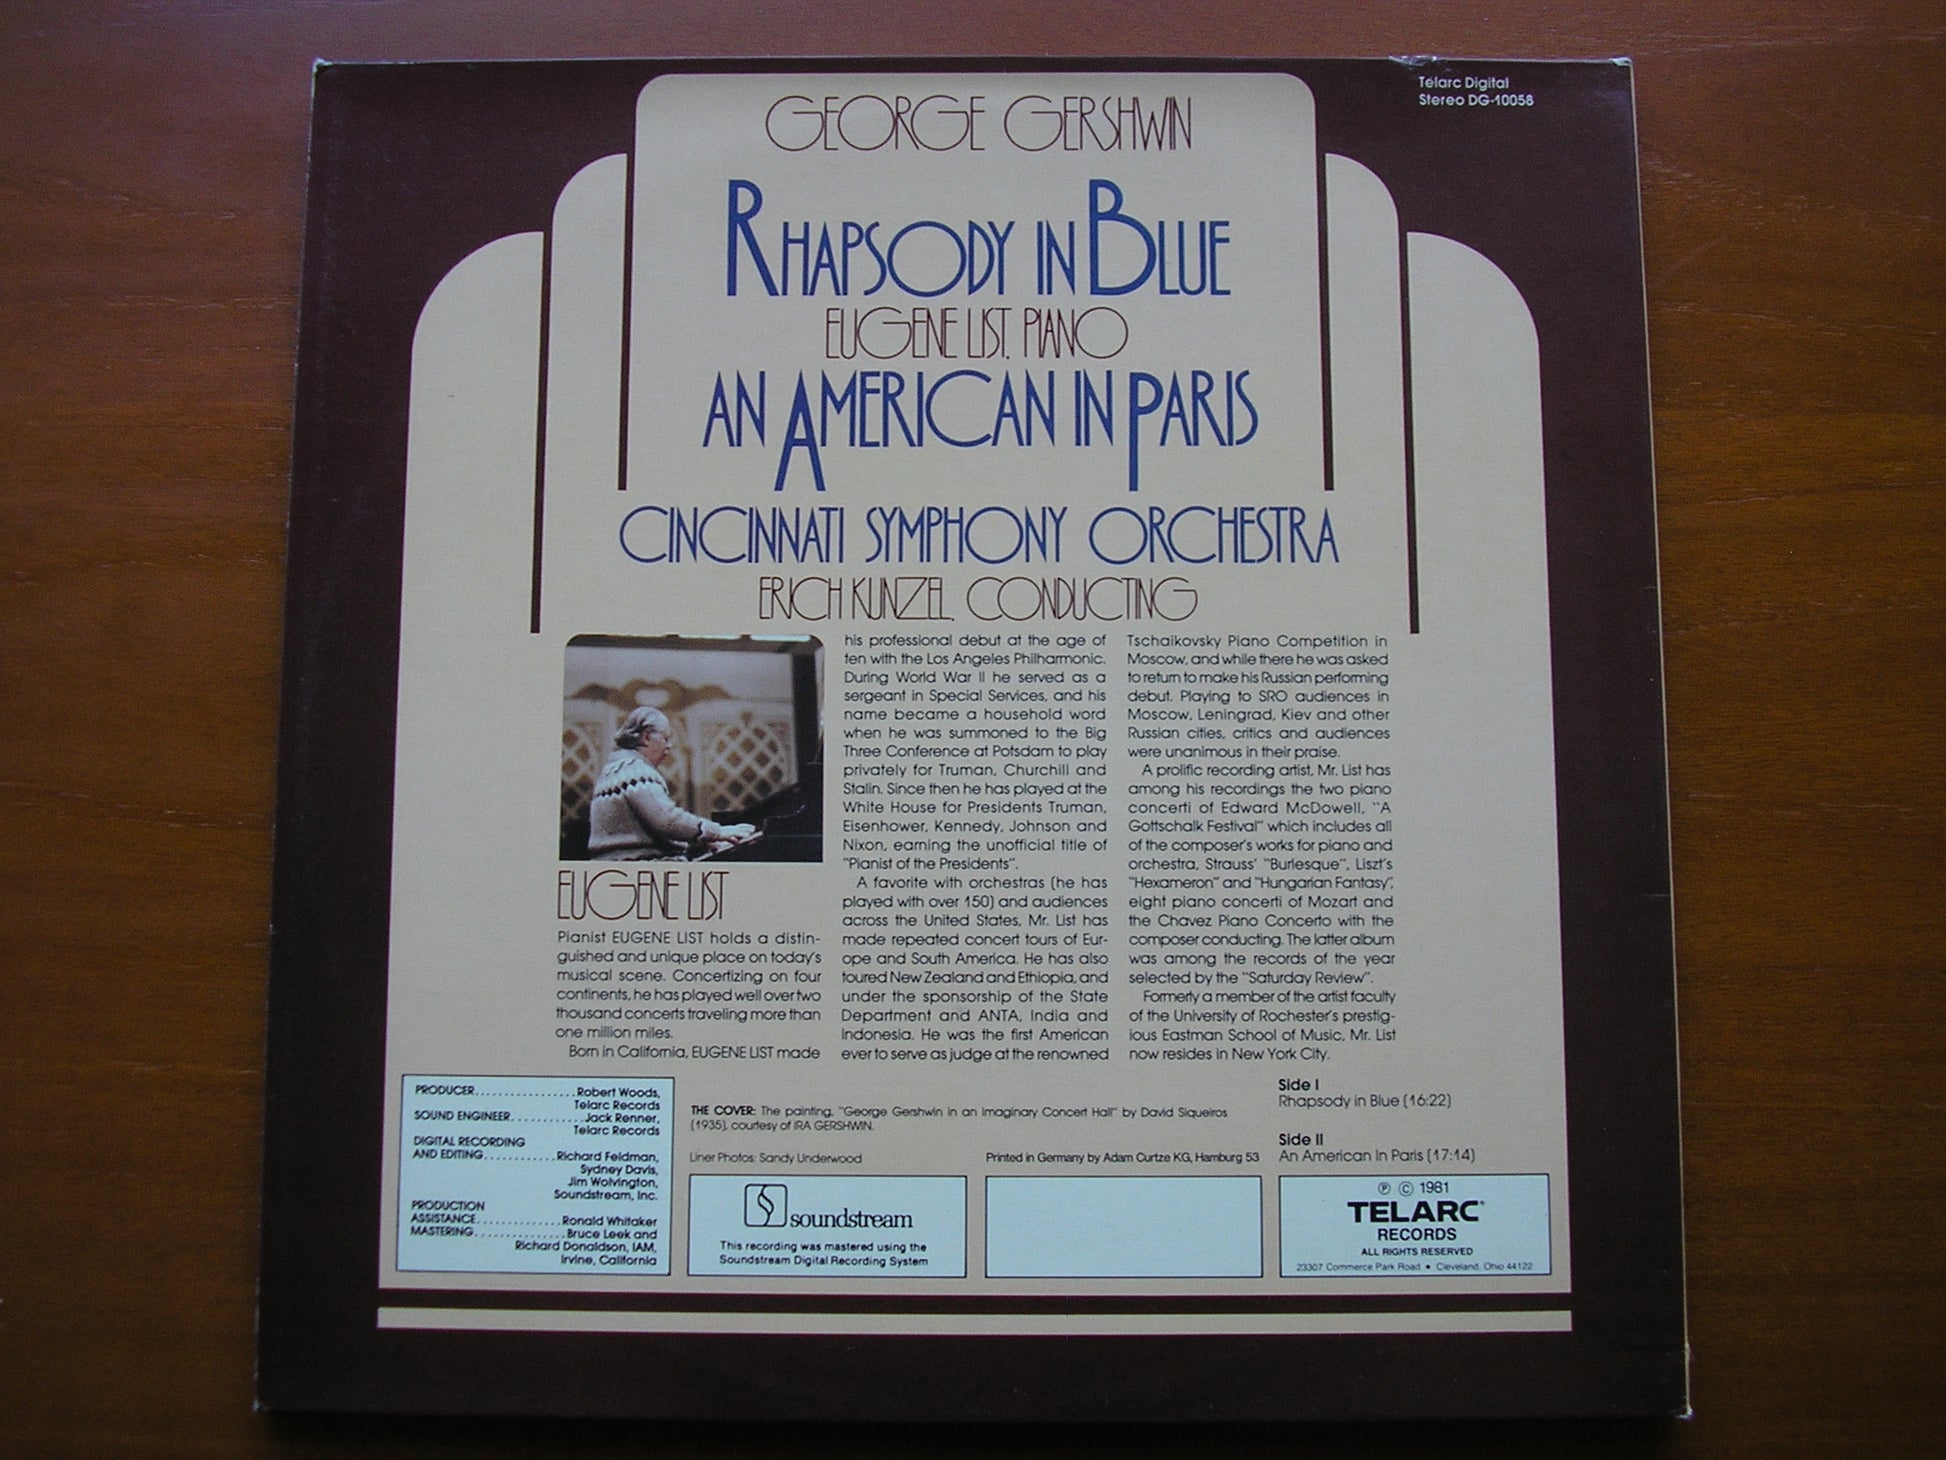 Telarc Digital
Stereo DG-10058
GEORGE GERSHWIN
RHAPSODY IN BLUE
EUGENE LIST, PIANO
AN AMERICAN IN PARIS
CINCINNATI SYMPHONY ORCHESTRA
ERICH KUNZEL, CONDUCTING
EUGENE LIST
Pianist EUGENE LIST holds a distin-
guished and unique place on today's
musical scene. Concertizing on four
continents, he has played well over two
thousand concerts traveling more than
one million miles.
Born in California, EUGENE LIST made
his professional debut at the age of
ten with the Los Angeles Philharmonic.
During World War II he served as a
sergeant in Special Services, and his
name became a household word
when he was summoned to the Big
Three Conference at Potsdam to play
privately for Truman, Churchill and
Stalin. Since then he has played at the
White House for Presidents Truman,
Eisenhower, Kennedy, Johnson and
Nixon, earning the unofficial title of
"Pianist of the Presidents".
A favorite with orchestras (he has
played with over 150) and audiences
across the United States, Mr. List has
made repeated concert tours of Eur-
ope and South America. He has also
toured New Zealand and Ethiopia, and
under the sponsorship of the State
Department and ANTA, India and
Indonesia. He was the first American
ever to serve as judge at the renowned
Tschaikovsky Piano Competition in
Moscow, and while there he was asked
to return to make his Russian performing
debut. Playing to SRO audiences in
Moscow, Leningrad, Kiev and other
Russian cities, critics and audiences
were unanimous in their praise.
A prolific recording artist, Mr. List has
among his recordings the two piano
concerti of Edward McDowell, "A
Gottschalk Festival" which includes all
of the composer's works for piano and
orchestra, Strauss' "Burlesque", Liszt's
"Hexameron" and "Hungarian Fantasy",
eight piano concerti of Mozart and
the Chavez Piano Concerto with the
composer conducting. The latter album
was among the records of the year
selected by the "Saturday Review".
Formerly a member of the artist faculty
of the University of Rochester's prestig-
ious Eastman School of Music, Mr. List
now resides in New York City.
PRODUCER.................Robert Woods,
Telarc Records
SOUND ENGINEER............Jack Renner,
Telarc Records
DIGITAL RECORDING
AND EDITING............Richard Feldman,
Sydney Davis,
Jim Wolvington,
Soundstream, Inc.
PRODUCTION
ASSISTANCE..............Ronald Whitaker
MASTERING...............Bruce Leek and
Richard Donaldson, IAM,
Irvine, California
THE COVER: The painting, "George Gershwin in an Imaginary Concert Hall" by David Siqueiros
(1935), courtesy of IRA GERSHWIN.
Liner Photos: Sandy Underwood
Printed in Germany by Adam Curtze KG, Hamburg 53
Side I
Rhapsody in Blue (16:22)
Side II
An American In Paris (17:14)
soundstream
This recording was mastered using the
Soundstream Digital Recording System
℗ © 1981
TELARC®
RECORDS
ALL RIGHTS RESERVED
23307 Commerce Park Road • Cleveland, Ohio 44122